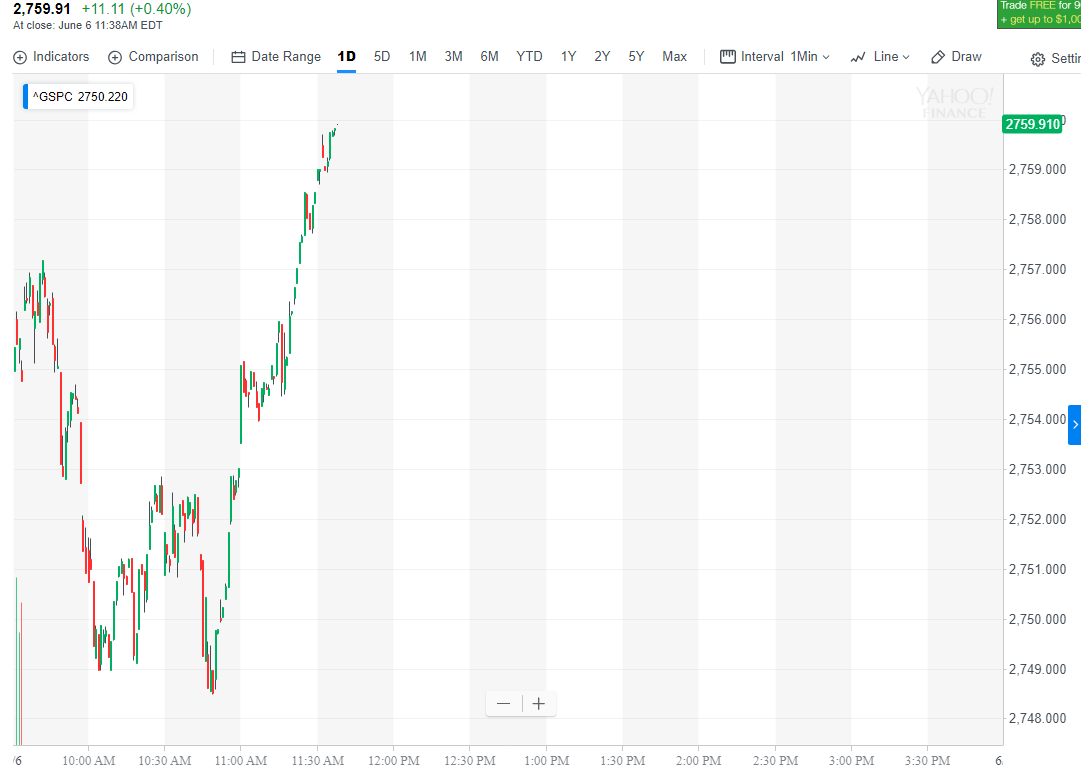 2,759.91 +11.11 (+0.40%)
At close: June 6 11:38AM EDT
Trade FREE for
+ get up to $1,00
Indicators Comparison Date Range 1D 5D 1M 3M 6M YTD 1Y 2Y 5Y Max Interval 1Min Line Draw
^GSPC 2750.220
YAHOO!
FINANCE
2759.910
2,759.000
2,758.000
2,757.000
2,756.000
2,755.000
2,754.000
2,753.000
2,752.000
2,751.000
2,750.000
2,749.000
2,748.000
/6 10:00 AM 10:30 AM 11:00 AM 11:30 AM 12:00 PM 12:30 PM 1:00 PM 1:30 PM 2:00 PM 2:30 PM 3:00 PM 3:30 PM